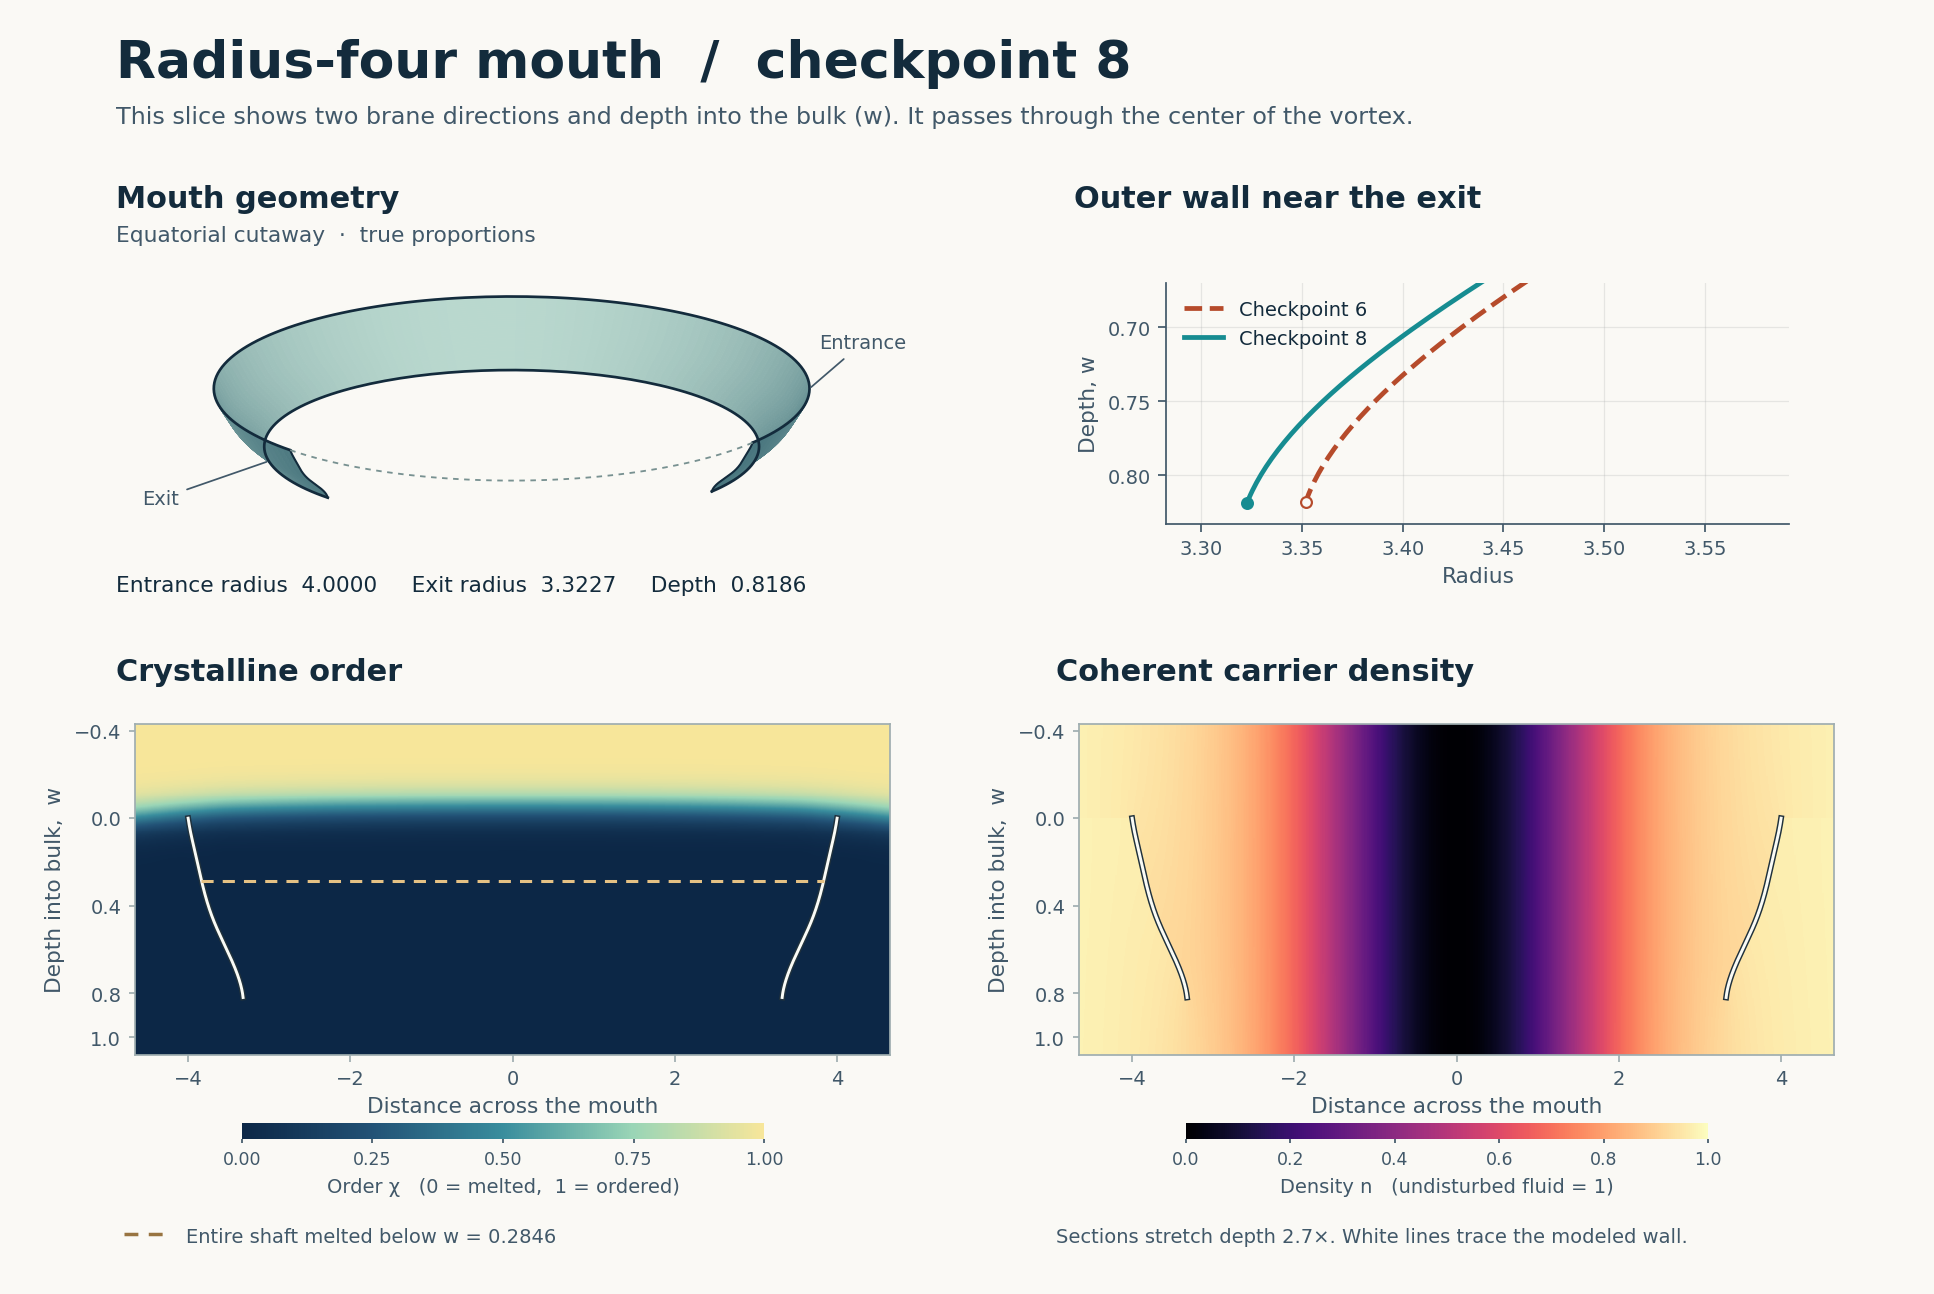 Radius-four mouth / checkpoint 8
This slice shows two brane directions and depth into the bulk (w). It passes through the center of the vortex.
Mouth geometry
Equatorial cutaway · true proportions
Entrance
Exit
Entrance radius 4.0000 Exit radius 3.3227 Depth 0.8186
Outer wall near the exit
Checkpoint 6
Checkpoint 8
Depth, w
0.70
0.75
0.80
3.30 3.35 3.40 3.45 3.50 3.55
Radius
Crystalline order
Depth into bulk, w
−0.4
0.0
0.4
0.8
1.0
−4 −2 0 2 4
Distance across the mouth
0.00 0.25 0.50 0.75 1.00
Order χ (0 = melted, 1 = ordered)
Entire shaft melted below w = 0.2846
Coherent carrier density
Depth into bulk, w
−0.4
0.0
0.4
0.8
1.0
−4 −2 0 2 4
Distance across the mouth
0.0 0.2 0.4 0.6 0.8 1.0
Density n (undisturbed fluid = 1)
Sections stretch depth 2.7×. White lines trace the modeled wall.